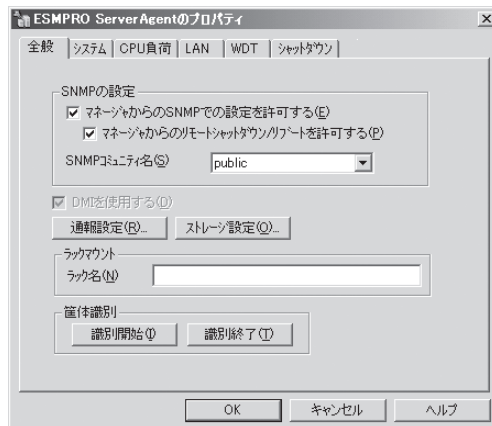 ESMPRO ServerAgentのプロパティ
全般 システム CPU負荷 LAN WDT シャットダウン
SNMPの設定
マネージャからのSNMPでの設定を許可する(E)
マネージャからのリモートシャットダウン/リブートを許可する(P)
SNMPコミュニティ名(S) public
DMIを使用する(D)
通報設定(R)... ストレージ設定(O)...
ラックマウント
ラック名(N)
筐体識別
識別開始(I) 識別終了(T)
OK キャンセル ヘルプ